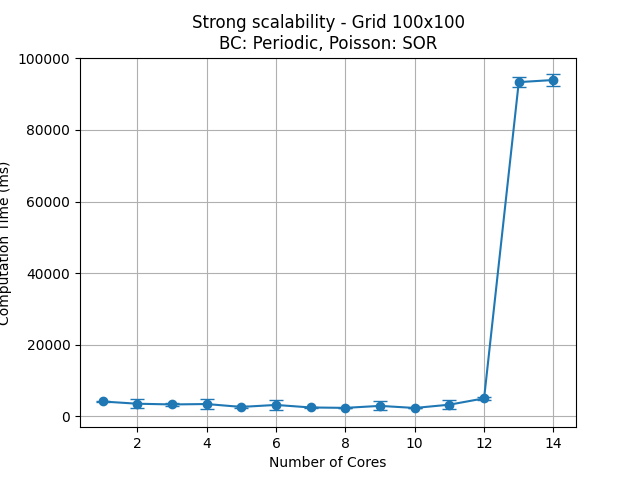 Strong scalability - Grid 100x100
BC: Periodic, Poisson: SOR
Computation Time (ms)
100000
80000
60000
40000
20000
0
2 4 6 8 10 12 14
Number of Cores